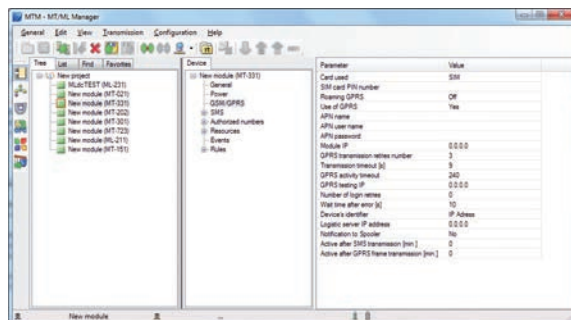 MTM - MT/ML Manager
General Edit View Transmission Configuration Help
Tree List Find Favorites
New project
MLdcTEST (ML-231)
New module (MT-021)
New module (MT-331)
New module (MT-202)
New module (MT-301)
New module (MT-723)
New module (ML-211)
New module (MT-151)
Device
New module (MT-331)
General
Power
GSM/GPRS
SMS
Authorized numbers
Resources
Events
Rules
Parameter Value
Card used SIM
SIM card PIN number
Roaming GPRS Off
Use of GPRS Yes
APN name
APN user name
APN password
Module IP 0.0.0.0
GPRS transmission retries number 3
Transmission timeout [s] 9
GPRS activity timeout 240
GPRS testing IP 0.0.0.0
Number of login retries 0
Wait time after error [s] 10
Device's identifier IP Adress
Logistic server IP address 0.0.0.0
Notification to Spooler No
Active after SMS transmission [min.] 0
Active after GPRS frame transmission [min.] 0
New module